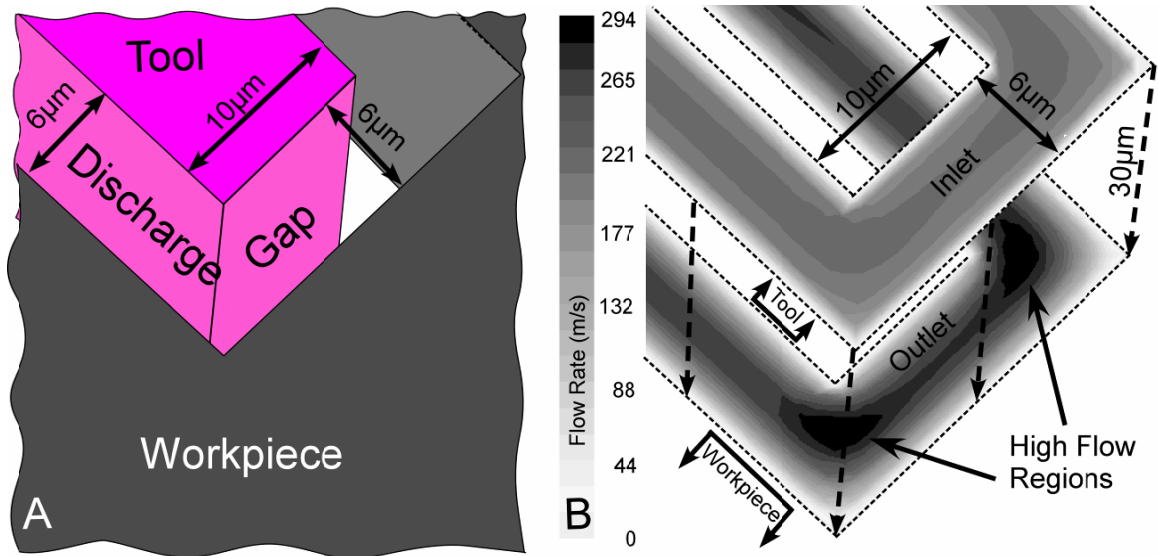 Tool
10μm
6μm
6μm
Discharge
Gap
Workpiece
A
294
265
221
177
132
88
44
0
Flow Rate (m/s)
B
10μm
6μm
Inlet
30μm
Tool
Outlet
Workpiece
High Flow
Regions